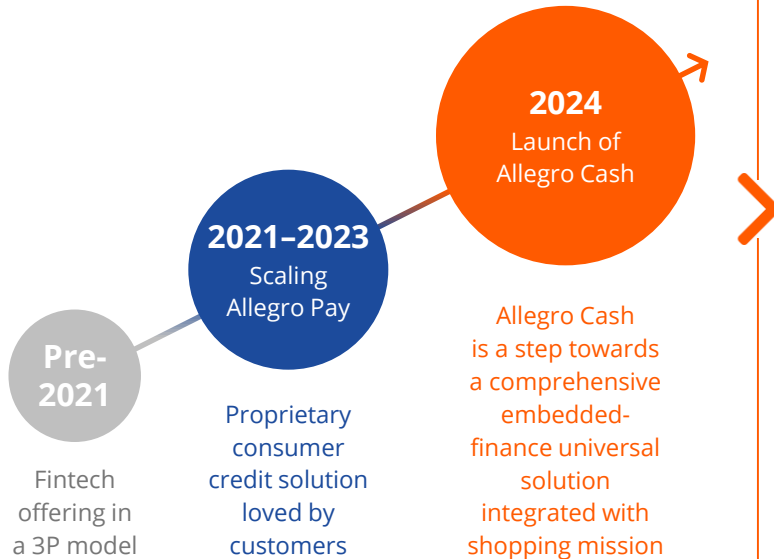 Pre-
2021
Fintech
offering in
a 3P model
2021–2023
Scaling
Allegro Pay
Proprietary
consumer
credit solution
loved by
customers
2024
Launch of
Allegro Cash
Allegro Cash
is a step towards
a comprehensive
embedded-
finance universal
solution
integrated with
shopping mission